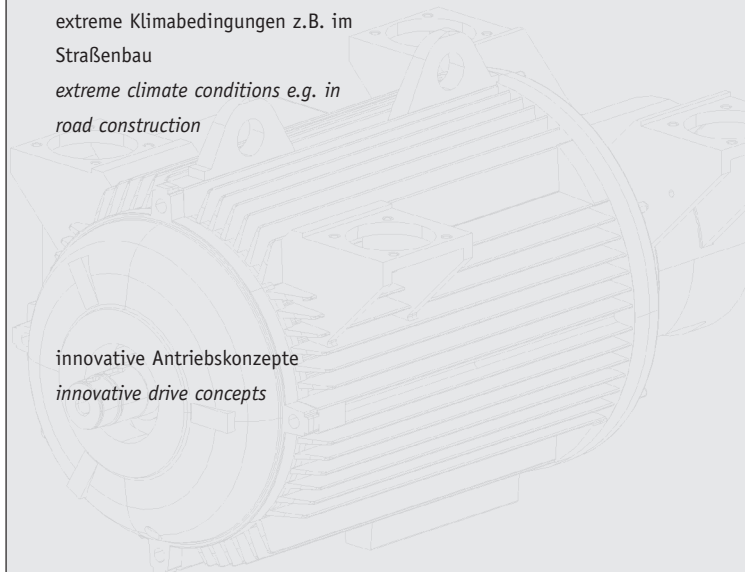 extreme Klimabedingungen z.B. im
Straßenbau
extreme climate conditions e.g. in
road construction
innovative Antriebskonzepte
innovative drive concepts